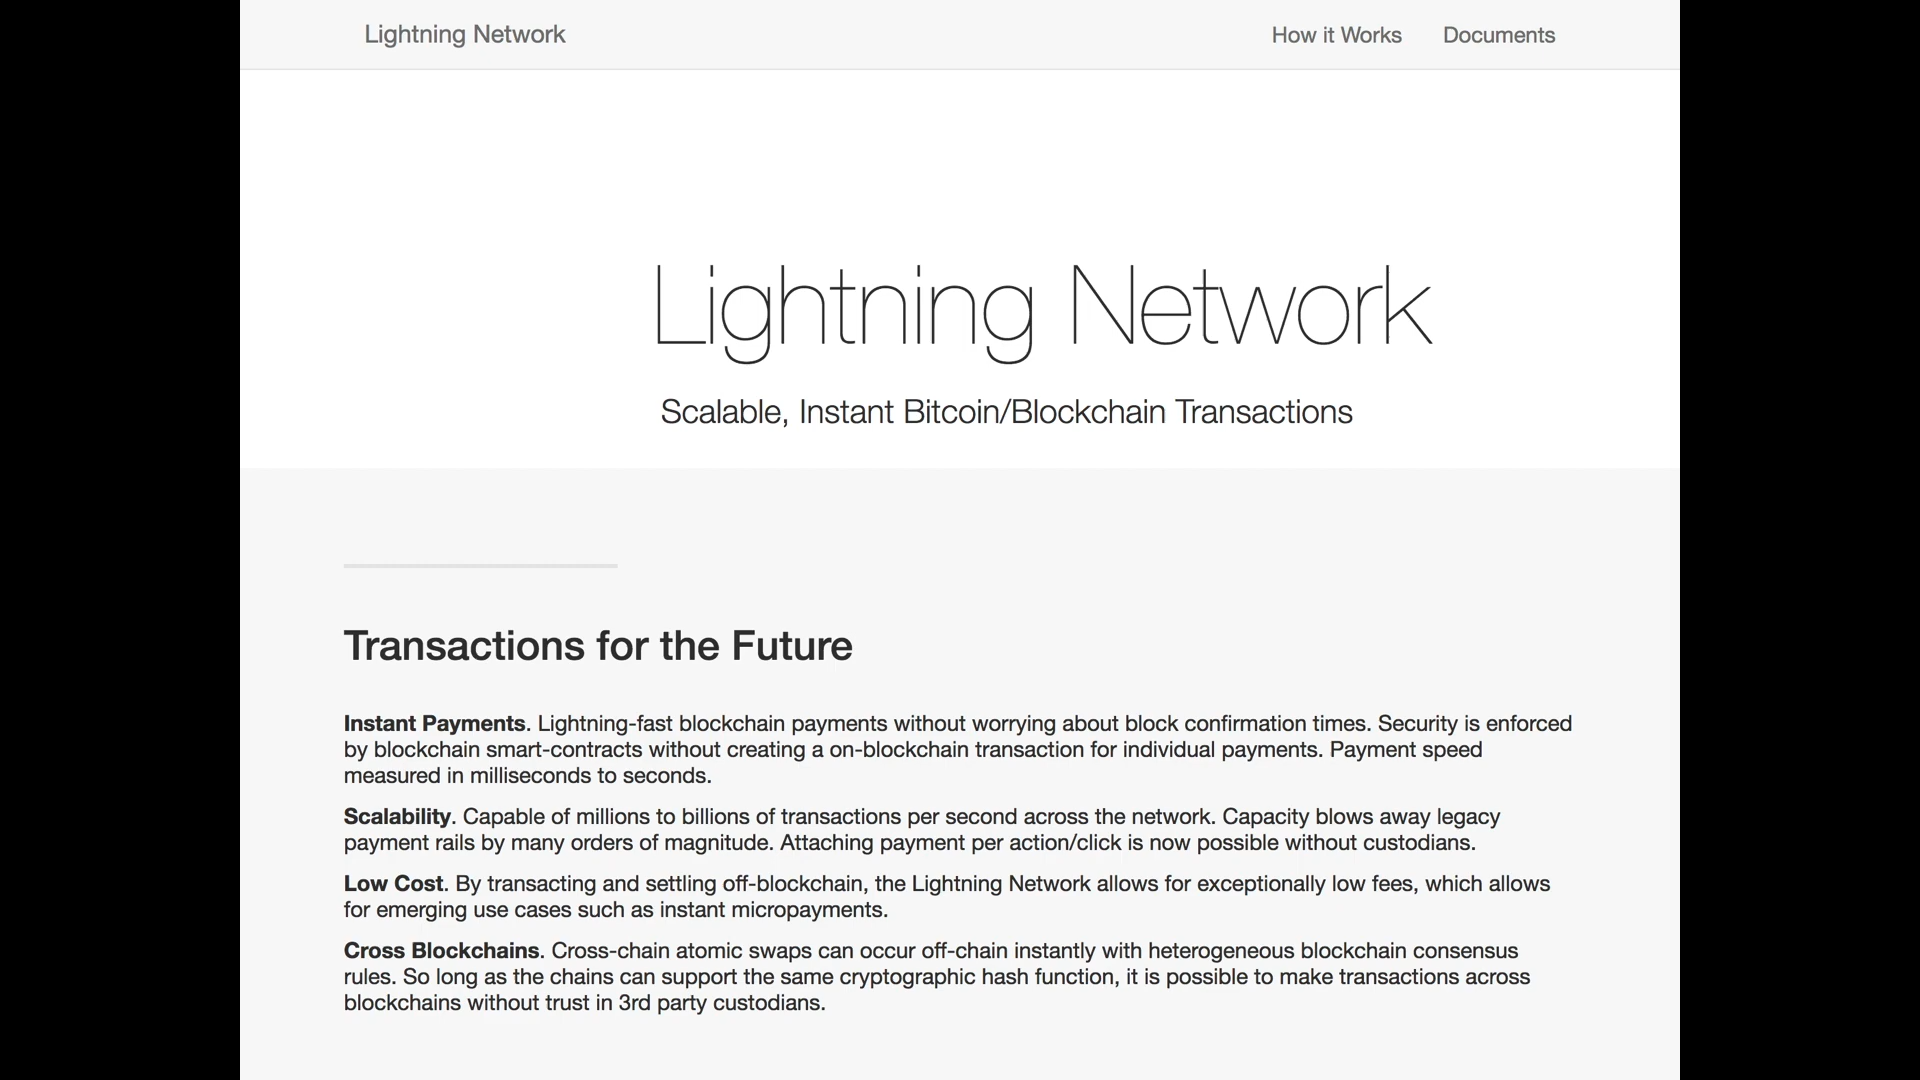 Lightning Network
How it Works
Documents
Lightning Network
Scalable, Instant Bitcoin/Blockchain Transactions
Transactions for the Future
Instant Payments. Lightning-fast blockchain payments without worrying about block confirmation times. Security is enforced
by blockchain smart-contracts without creating a on-blockchain transaction for individual payments. Payment speed
measured in milliseconds to seconds.
Scalability. Capable of millions to billions of transactions per second across the network. Capacity blows away legacy
payment rails by many orders of magnitude. Attaching payment per action/click is now possible without custodians.
Low Cost. By transacting and settling off-blockchain, the Lightning Network allows for exceptionally low fees, which allows
for emerging use cases such as instant micropayments.
Cross Blockchains. Cross-chain atomic swaps can occur off-chain instantly with heterogeneous blockchain consensus
rules. So long as the chains can support the same cryptographic hash function, it is possible to make transactions across
blockchains without trust in 3rd party custodians.